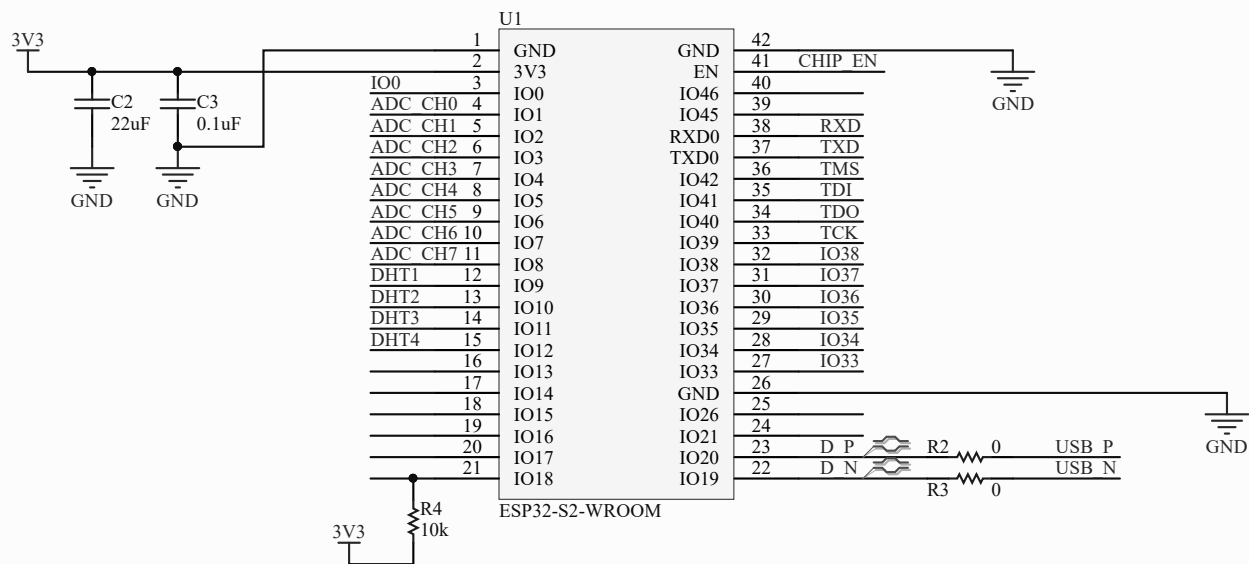 U1
3V3
1 GND GND 42
GND
2 3V3 EN 41 CHIP_EN
IO0 3 IO0 IO46 40
ADC_CH0 4 IO1 IO45 39
ADC_CH1 5 IO2 RXD0 38 RXD
ADC_CH2 6 IO3 TXD0 37 TXD
ADC_CH3 7 IO4 IO42 36 TMS
ADC_CH4 8 IO5 IO41 35 TDI
ADC_CH5 9 IO6 IO40 34 TDO
ADC_CH6 10 IO7 IO39 33 TCK
ADC_CH7 11 IO8 IO38 32 IO38
DHT1 12 IO9 IO37 31 IO37
DHT2 13 IO10 IO36 30 IO36
DHT3 14 IO11 IO35 29 IO35
DHT4 15 IO12 IO34 28 IO34
16 IO13 IO33 27 IO33
17 IO14 GND 26
18 IO15 IO26 25
19 IO16 IO21 24
20 IO17 IO20 23 D_P R2 0 USB_P
21 IO18 IO19 22 D_N R3 0 USB_N
ESP32-S2-WROOM
C2
22uF
C3
0.1uF
GND
GND
GND
R4
10k
3V3